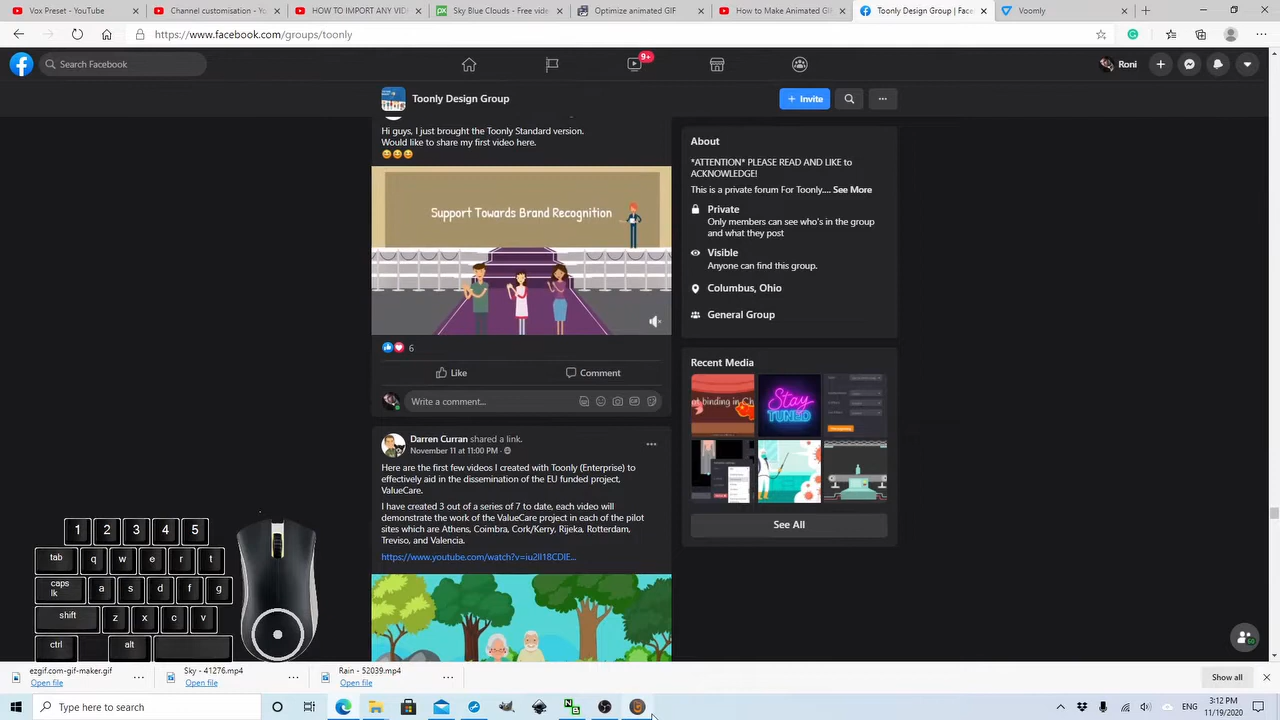 Vox Preset - YouTube
Channel customisation - Y
HOW TO IMPORT ANY VID
Sky Blue Clouds - Free vide
Optimize animated GIF
How to Make Animated GI
Toonly Design Group | Face
Voomly
https://www.facebook.com/groups/toonly
Search Facebook
9+
Roni
Toonly Design Group
+ Invite
Hi guys, I just brought the Toonly Standard version.
Would like to share my first video here.
Support Towards Brand Recognition
6
Like
Comment
Write a comment...
Darren Curran shared a link.
November 11 at 11:00 PM
Here are the first few videos I created with Toonly (Enterprise) to
effectively aid in the dissemination of the EU funded project,
ValueCare.
I have created 3 out of a series of 7 to date, each video will
demonstrate the work of the ValueCare project in each of the pilot
sites which are Athens, Coimbra, Cork/Kerry, Rijeka, Rotterdam,
Treviso, and Valencia.
https://www.youtube.com/watch?v=iu2Il18CDIE...
About
*ATTENTION* PLEASE READ AND LIKE to
ACKNOWLEDGE!
This is a private forum For Toonly.... See More
Private
Only members can see who's in the group
and what they post
Visible
Anyone can find this group.
Columbus, Ohio
General Group
Recent Media
STAY
TUNED
See All
1 2 3 4 5
tab q w e r t
caps
lk
a s d f g
shift z x c v
ctrl alt
ezgif.com-gif-maker.gif
Open file
Sky - 41276.mp4
Open file
Rain - 52039.mp4
Open file
Show all
Type here to search
ENG
3:12 PM
11/19/2020